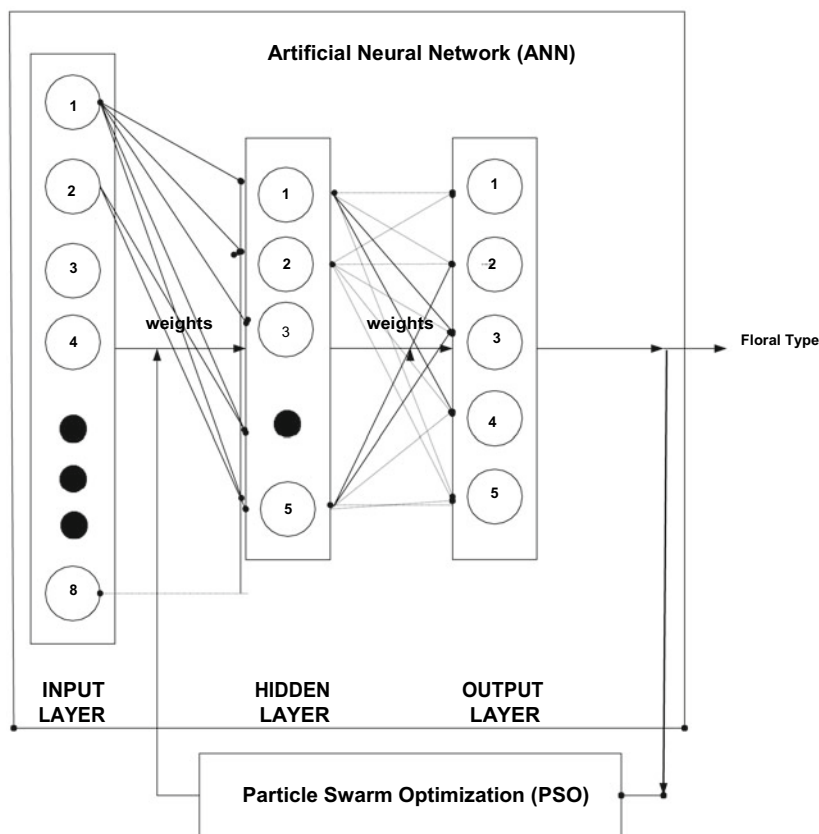 Artificial Neural Network (ANN)
1
2
3
4
8
weights
1
2
3
5
weights
1
2
3
4
5
Floral Type
INPUT
LAYER
HIDDEN
LAYER
OUTPUT
LAYER
Particle Swarm Optimization (PSO)